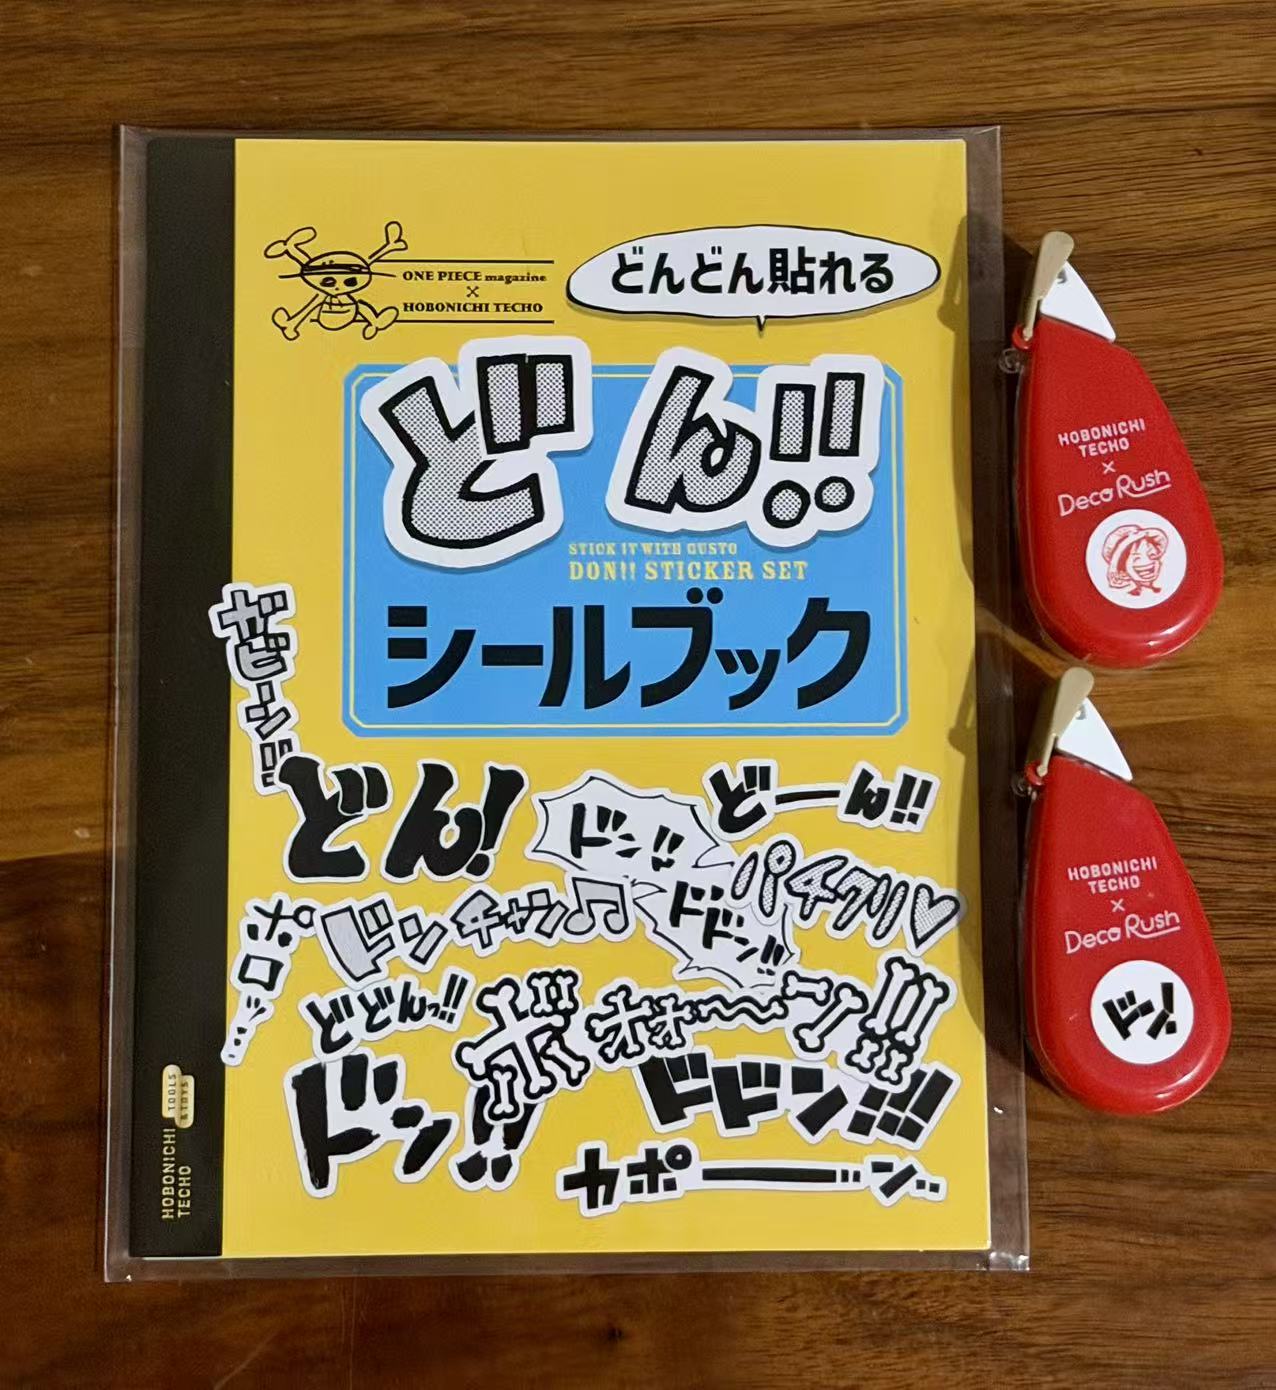 ONE PIECE magazine
×
HOBONICHI TECHO
どんどん貼れる
どん!!
STICK IT WITH GUSTO
DON!! STICKER SET
シールブック
ギビーン!!!
どん!
ドン!!
どーん!!
パチクリ♡
ドンチャン♫
ドドン!!
ポロッ…
どどんっ!!
ボォォ〜〜ン!!
ドン!!
ドドン!!!
カポーーン..
HOBONICHI
TECHO
TOOLS
&TOYS
HOBONICHI
TECHO
×
Deco Rush
HOBONICHI
TECHO
×
Deco Rush
ドン!